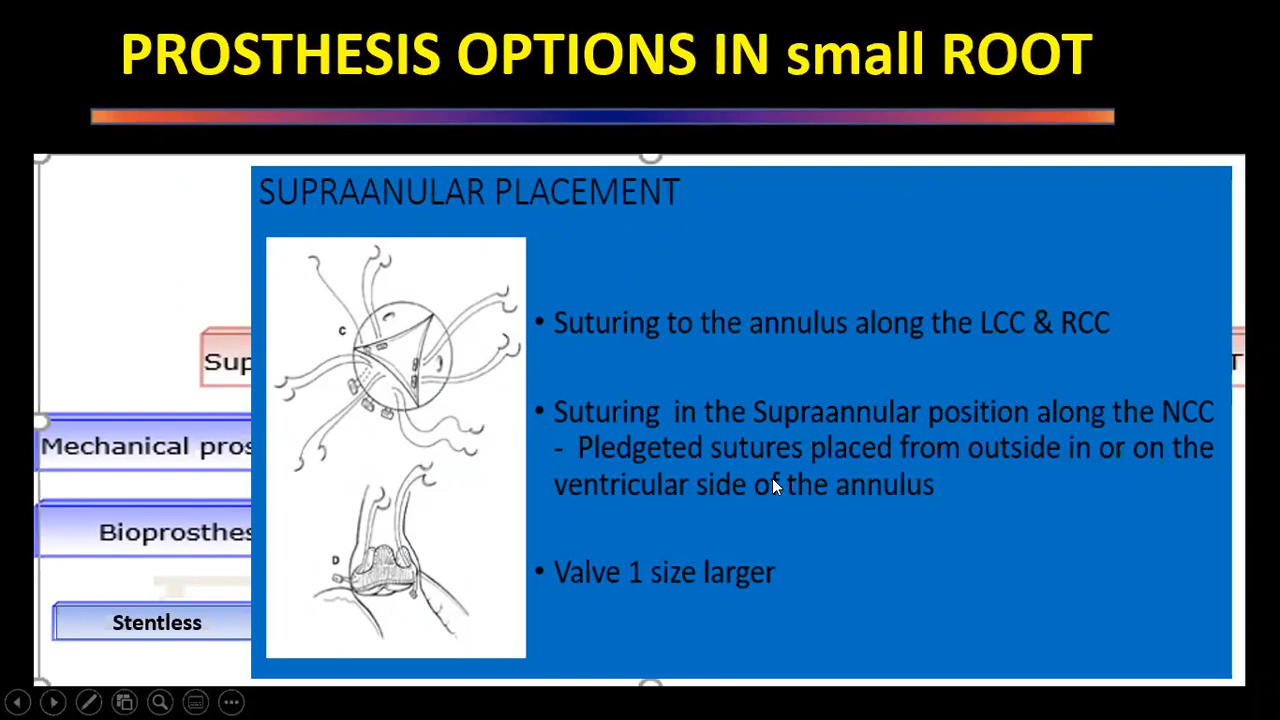 PROSTHESIS OPTIONS IN small ROOT
SUPRAANULAR PLACEMENT
C
• Suturing to the annulus along the LCC & RCC
Sup
T
• Suturing in the Supraannular position along the NCC
- Pledgeted sutures placed from outside in or on the
ventricular side of the annulus
Mechanical pros
Bioprosthes
D
• Valve 1 size larger
Stentless